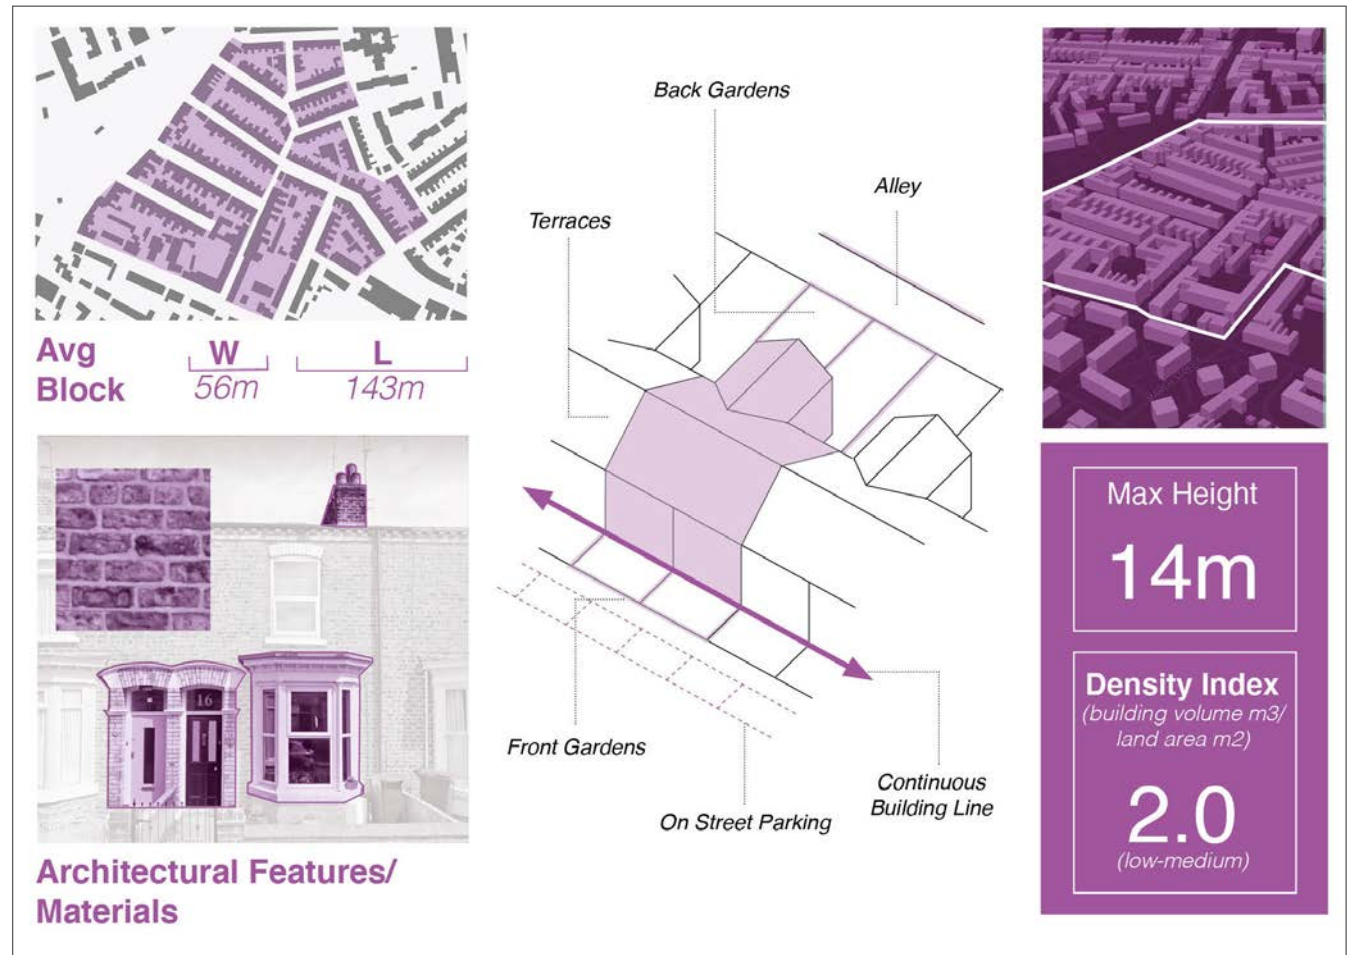 Back Gardens
Alley
Terraces
Avg
Block
W
56m
L
143m
Front Gardens
On Street Parking
Continuous
Building Line
16
Architectural Features/
Materials
Max Height
14m
Density Index
(building volume m3/
land area m2)
2.0
(low-medium)